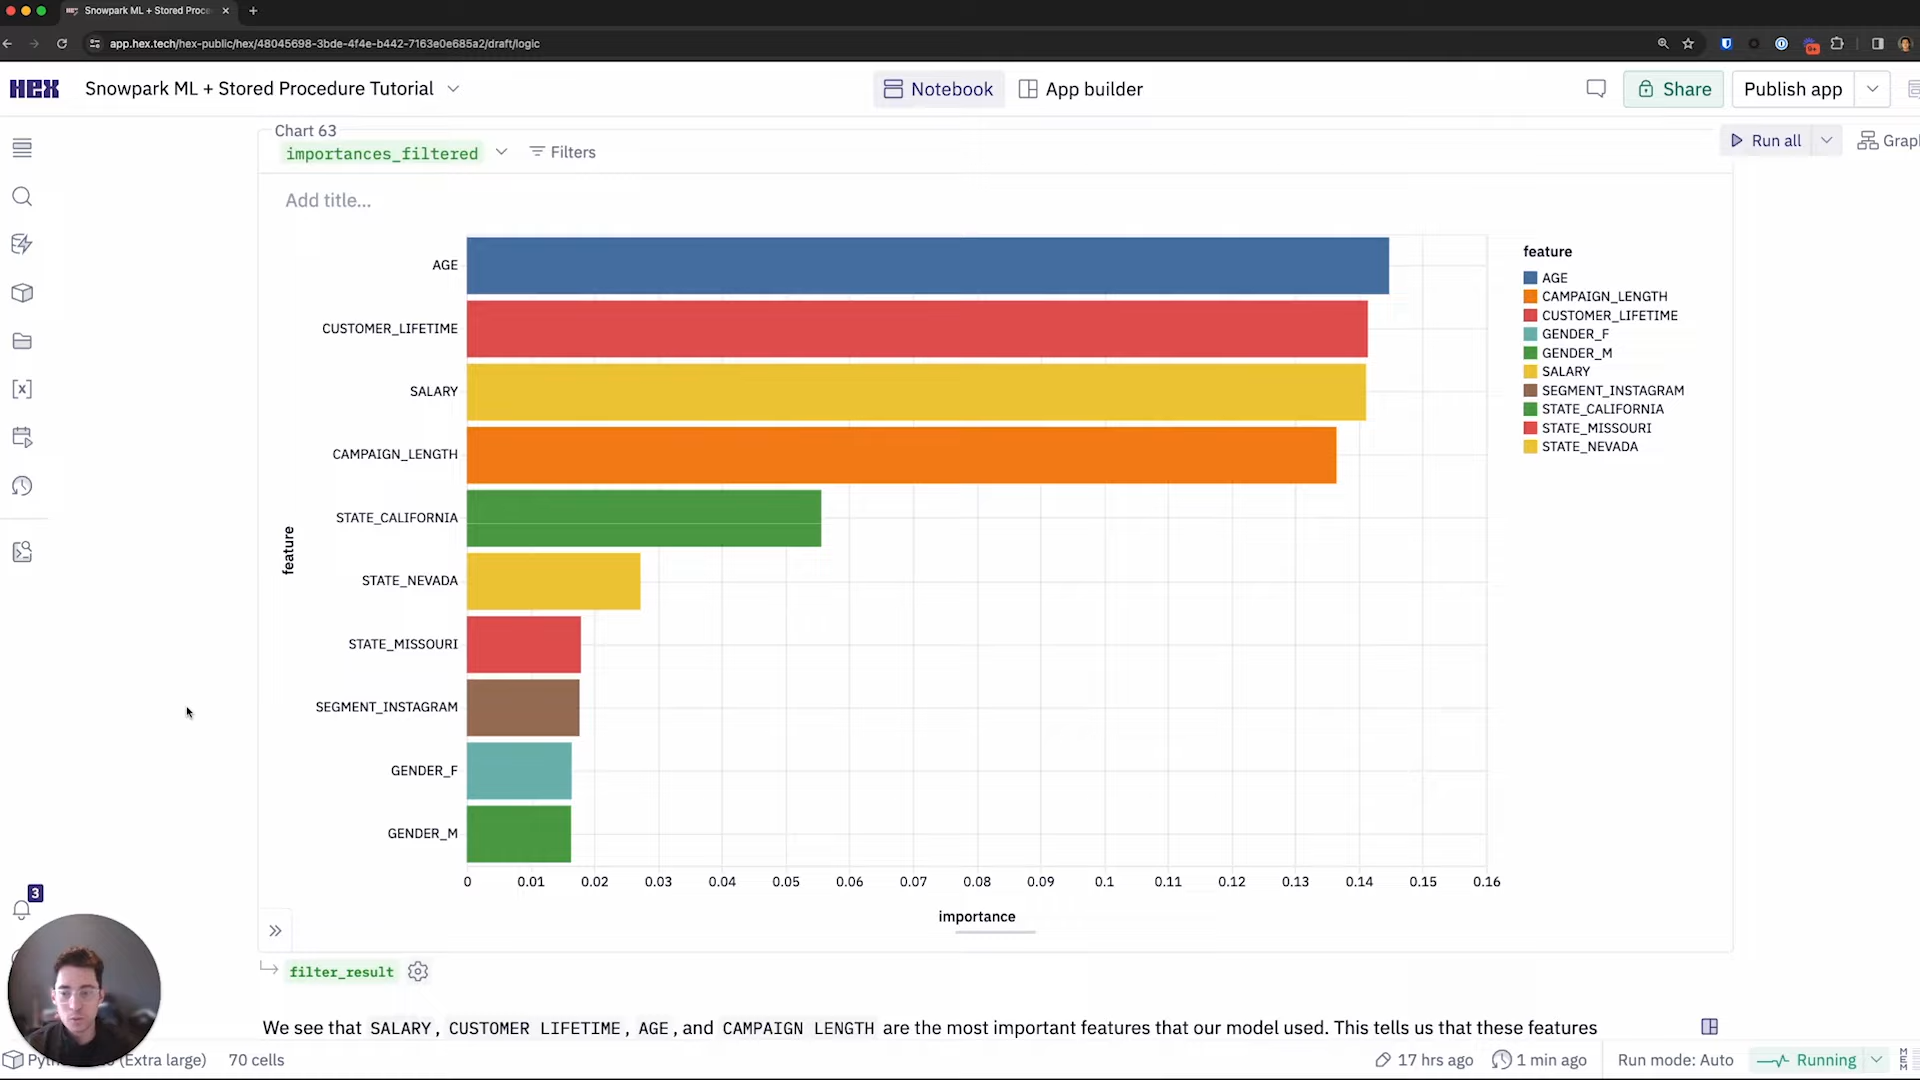 Snowpark ML + Stored Proce
app.hex.tech/hex-public/hex/48045698-3bde-4f4e-b442-7163e0e685a2/draft/logic
HEX
Snowpark ML + Stored Procedure Tutorial
Notebook
App builder
Share
Publish app
Chart 63
importances_filtered
Filters
Run all
Grap
Add title...
AGE
CUSTOMER_LIFETIME
SALARY
CAMPAIGN_LENGTH
STATE_CALIFORNIA
STATE_NEVADA
STATE_MISSOURI
SEGMENT_INSTAGRAM
GENDER_F
GENDER_M
feature
0 0.01 0.02 0.03 0.04 0.05 0.06 0.07 0.08 0.09 0.1 0.11 0.12 0.13 0.14 0.15 0.16
importance
feature
AGE
CAMPAIGN_LENGTH
CUSTOMER_LIFETIME
GENDER_F
GENDER_M
SALARY
SEGMENT_INSTAGRAM
STATE_CALIFORNIA
STATE_MISSOURI
STATE_NEVADA
3
filter_result
We see that SALARY, CUSTOMER LIFETIME, AGE, and CAMPAIGN LENGTH are the most important features that our model used. This tells us that these features
(Extra large)
70 cells
17 hrs ago
1 min ago
Run mode: Auto
Running